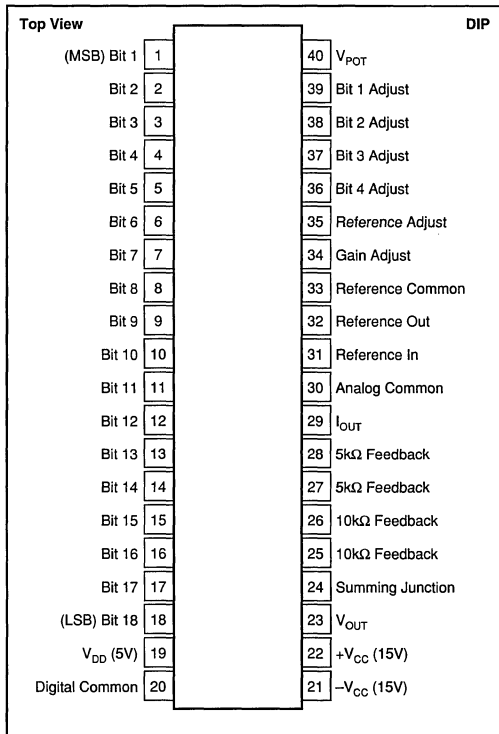 Top View DIP
(MSB) Bit 1 1 40 V_POT
Bit 2 2 39 Bit 1 Adjust
Bit 3 3 38 Bit 2 Adjust
Bit 4 4 37 Bit 3 Adjust
Bit 5 5 36 Bit 4 Adjust
Bit 6 6 35 Reference Adjust
Bit 7 7 34 Gain Adjust
Bit 8 8 33 Reference Common
Bit 9 9 32 Reference Out
Bit 10 10 31 Reference In
Bit 11 11 30 Analog Common
Bit 12 12 29 I_OUT
Bit 13 13 28 5kΩ Feedback
Bit 14 14 27 5kΩ Feedback
Bit 15 15 26 10kΩ Feedback
Bit 16 16 25 10kΩ Feedback
Bit 17 17 24 Summing Junction
(LSB) Bit 18 18 23 V_OUT
V_DD (5V) 19 22 +V_CC (15V)
Digital Common 20 21 –V_CC (15V)